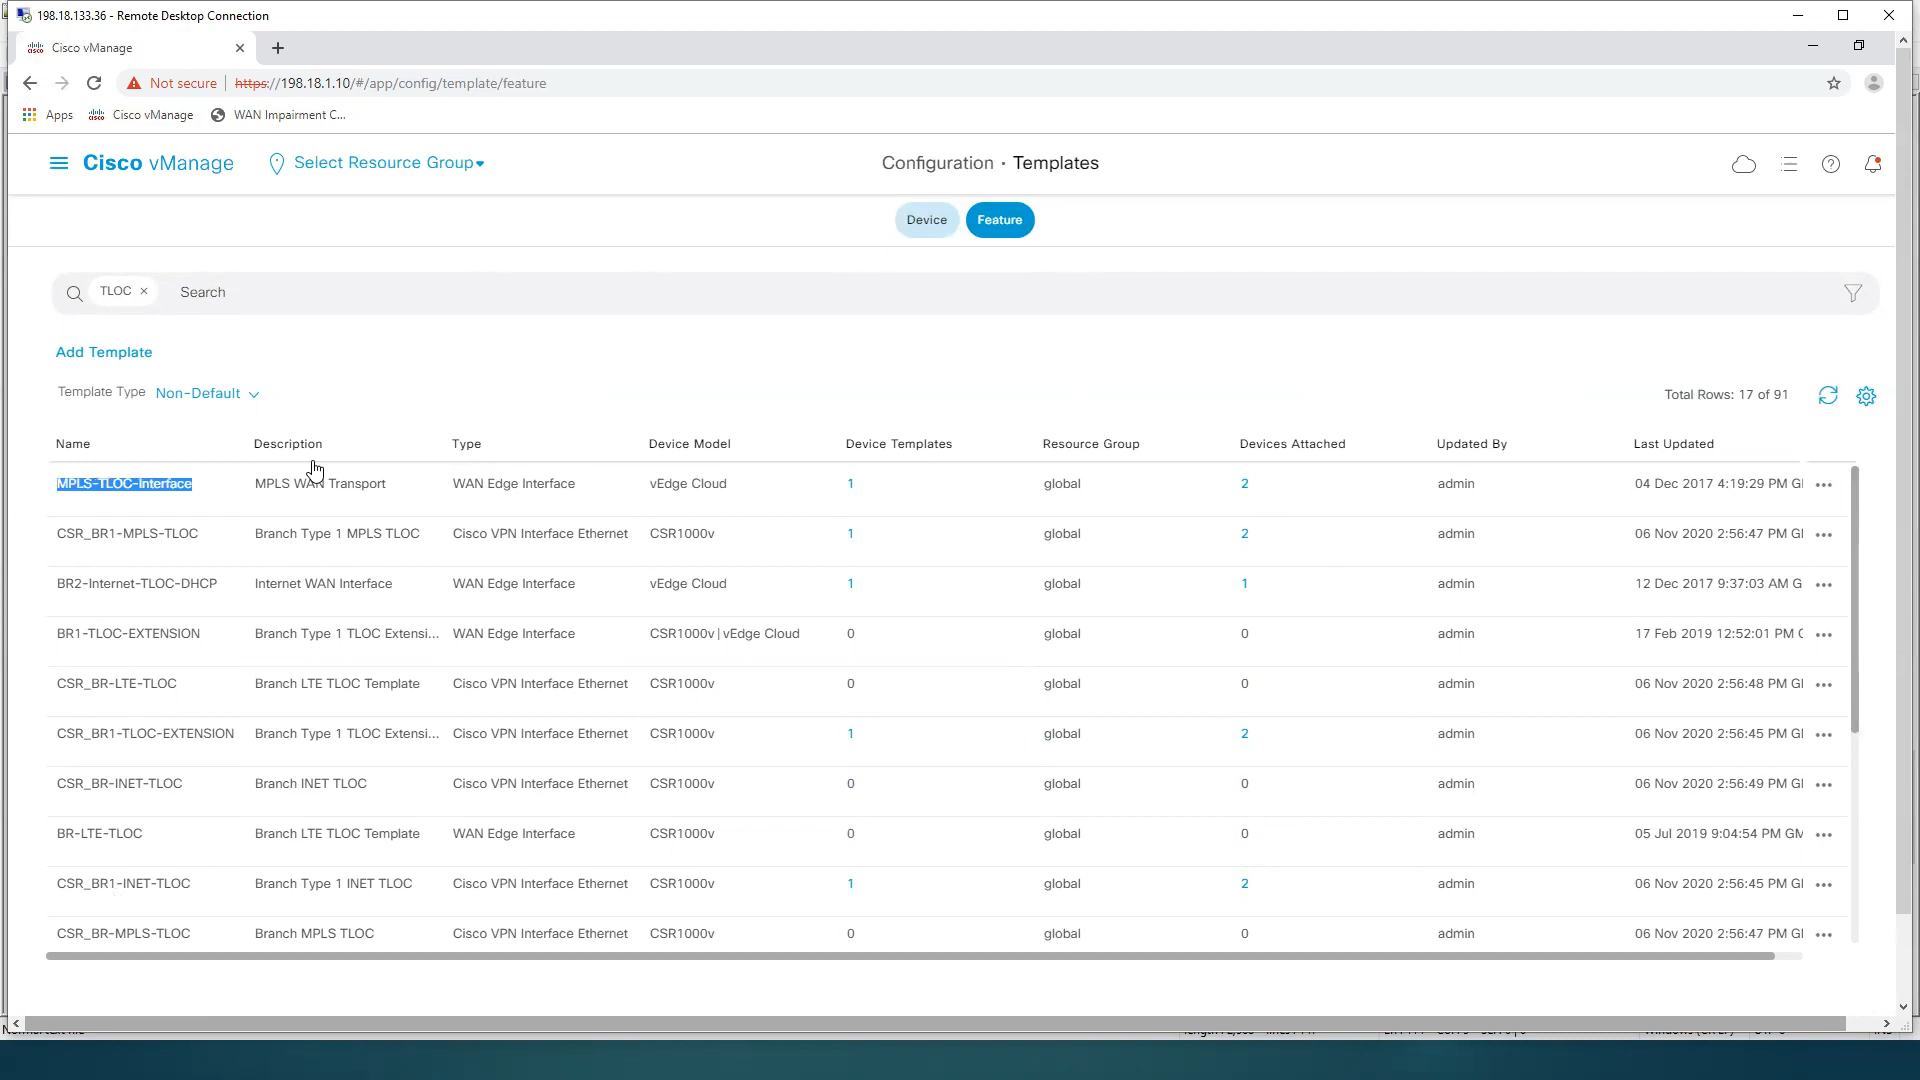 198.18.133.36 - Remote Desktop Connection
Cisco vManage
Not secure https://198.18.1.10/#/app/config/template/feature
Apps Cisco vManage WAN Impairment C...
Cisco vManage Select Resource Group Configuration · Templates
Device Feature
TLOC × Search
Add Template
Template Type Non-Default Total Rows: 17 of 91
Name Description Type Device Model Device Templates Resource Group Devices Attached Updated By Last Updated
MPLS-TLOC-Interface MPLS WAN Transport WAN Edge Interface vEdge Cloud 1 global 2 admin 04 Dec 2017 4:19:29 PM GI ...
CSR_BR1-MPLS-TLOC Branch Type 1 MPLS TLOC Cisco VPN Interface Ethernet CSR1000v 1 global 2 admin 06 Nov 2020 2:56:47 PM GI ...
BR2-Internet-TLOC-DHCP Internet WAN Interface WAN Edge Interface vEdge Cloud 1 global 1 admin 12 Dec 2017 9:37:03 AM G ...
BR1-TLOC-EXTENSION Branch Type 1 TLOC Extensi... WAN Edge Interface CSR1000v|vEdge Cloud 0 global 0 admin 17 Feb 2019 12:52:01 PM ...
CSR_BR-LTE-TLOC Branch LTE TLOC Template Cisco VPN Interface Ethernet CSR1000v 0 global 0 admin 06 Nov 2020 2:56:48 PM GI ...
CSR_BR1-TLOC-EXTENSION Branch Type 1 TLOC Extensi... Cisco VPN Interface Ethernet CSR1000v 1 global 2 admin 06 Nov 2020 2:56:45 PM GI ...
CSR_BR-INET-TLOC Branch INET TLOC Cisco VPN Interface Ethernet CSR1000v 0 global 0 admin 06 Nov 2020 2:56:49 PM GI ...
BR-LTE-TLOC Branch LTE TLOC Template WAN Edge Interface CSR1000v 0 global 0 admin 05 Jul 2019 9:04:54 PM GM ...
CSR_BR1-INET-TLOC Branch Type 1 INET TLOC Cisco VPN Interface Ethernet CSR1000v 1 global 2 admin 06 Nov 2020 2:56:45 PM GI ...
CSR_BR-MPLS-TLOC Branch MPLS TLOC Cisco VPN Interface Ethernet CSR1000v 0 global 0 admin 06 Nov 2020 2:56:47 PM GI ...